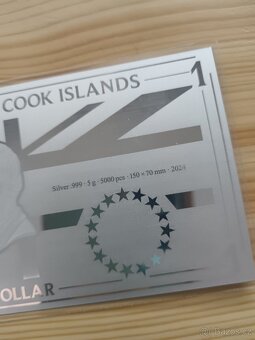 COOK ISLANDS 1
Silver .999 · 5 g · 5000 pcs · 150 × 70 mm · 2024
OLLAR